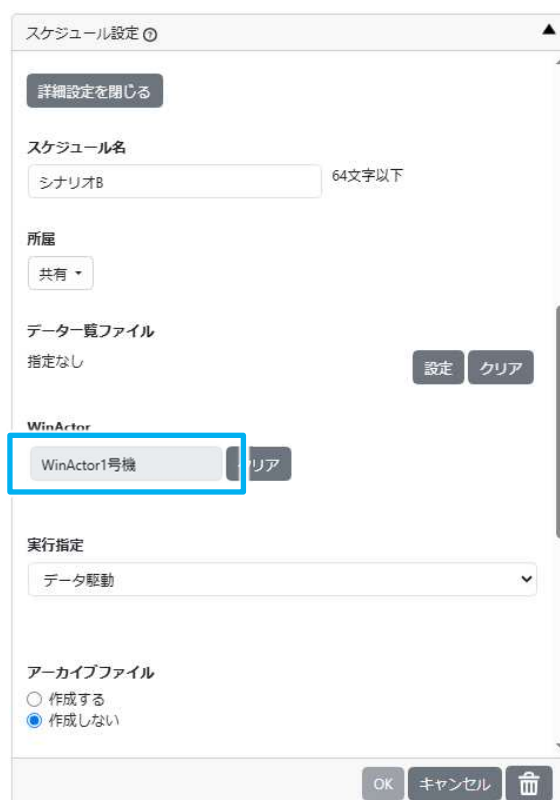 スケジュール設定 ?
詳細設定を閉じる
スケジュール名
シナリオB
64文字以下
所属
共有
データ一覧ファイル
指定なし
設定 クリア
WinActor
WinActor1号機
クリア
実行指定
データ駆動
アーカイブファイル
作成する
作成しない
OK キャンセル